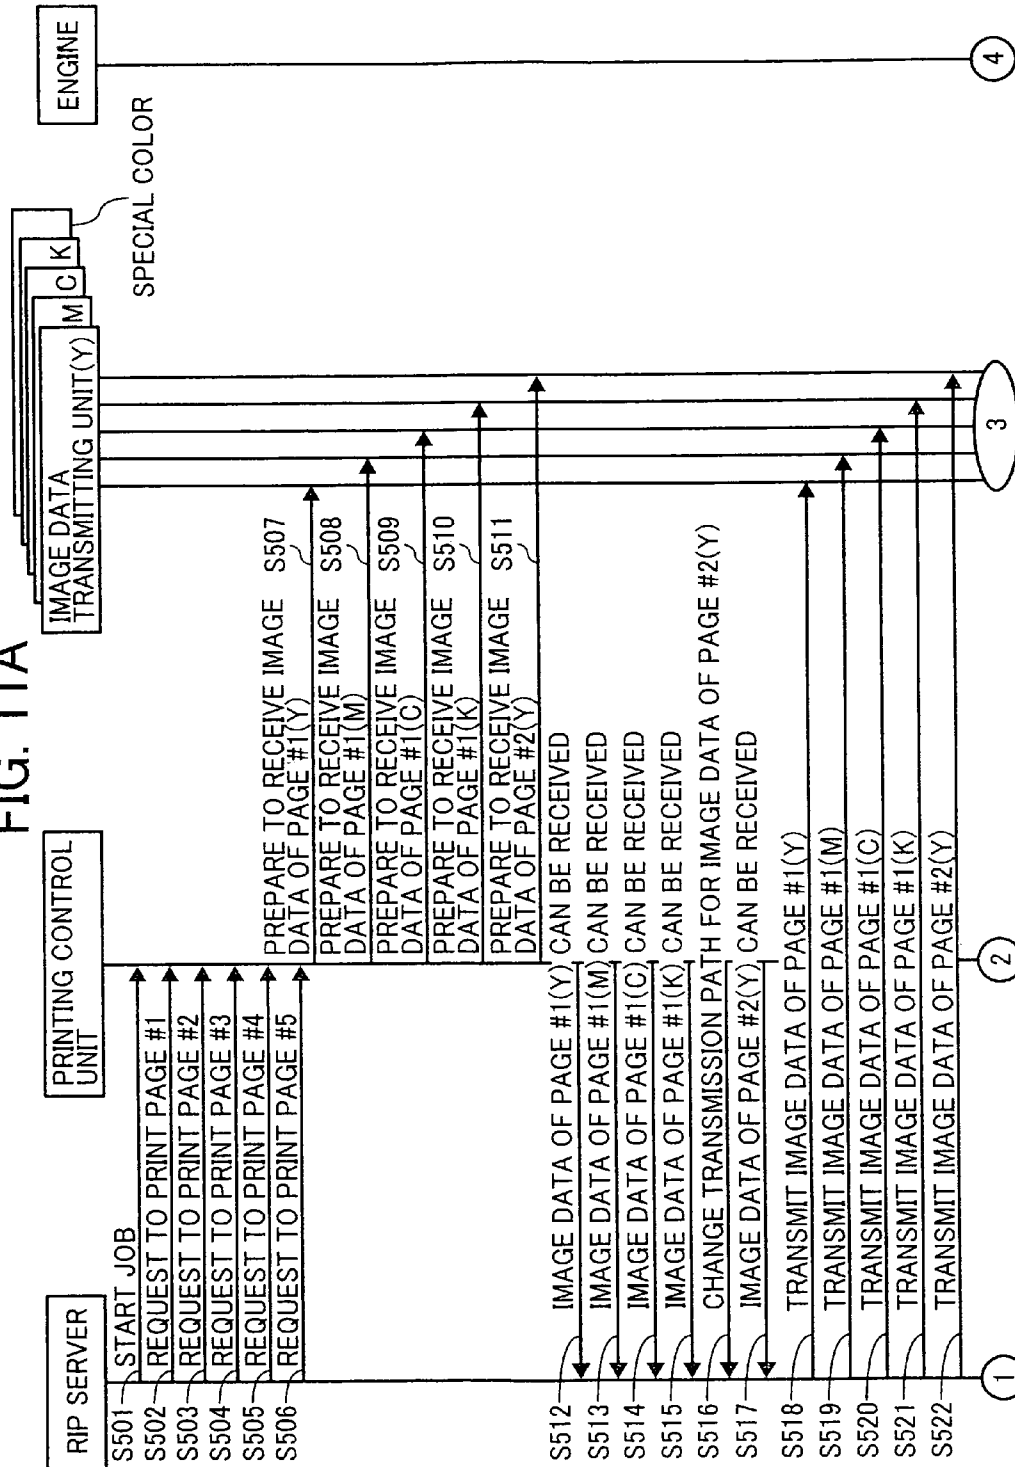 FIG. 11A
RIP SERVER
PRINTING CONTROL
UNIT
IMAGE DATA
TRANSMITTING UNIT(Y)
M
C
K
SPECIAL COLOR
ENGINE
S501
START JOB
S502
REQUEST TO PRINT PAGE #1
S503
REQUEST TO PRINT PAGE #2
S504
REQUEST TO PRINT PAGE #3
S505
REQUEST TO PRINT PAGE #4
S506
REQUEST TO PRINT PAGE #5
PREPARE TO RECEIVE IMAGE
DATA OF PAGE #1(Y)
S507
PREPARE TO RECEIVE IMAGE
DATA OF PAGE #1(M)
S508
PREPARE TO RECEIVE IMAGE
DATA OF PAGE #1(C)
S509
PREPARE TO RECEIVE IMAGE
DATA OF PAGE #1(K)
S510
PREPARE TO RECEIVE IMAGE
DATA OF PAGE #2(Y)
S511
S512
IMAGE DATA OF PAGE #1(Y) CAN BE RECEIVED
S513
IMAGE DATA OF PAGE #1(M) CAN BE RECEIVED
S514
IMAGE DATA OF PAGE #1(C) CAN BE RECEIVED
S515
IMAGE DATA OF PAGE #1(K) CAN BE RECEIVED
S516
CHANGE TRANSMISSION PATH FOR IMAGE DATA OF PAGE #2(Y)
S517
IMAGE DATA OF PAGE #2(Y) CAN BE RECEIVED
S518
TRANSMIT IMAGE DATA OF PAGE #1(Y)
S519
TRANSMIT IMAGE DATA OF PAGE #1(M)
S520
TRANSMIT IMAGE DATA OF PAGE #1(C)
S521
TRANSMIT IMAGE DATA OF PAGE #1(K)
S522
TRANSMIT IMAGE DATA OF PAGE #2(Y)
1
2
3
4